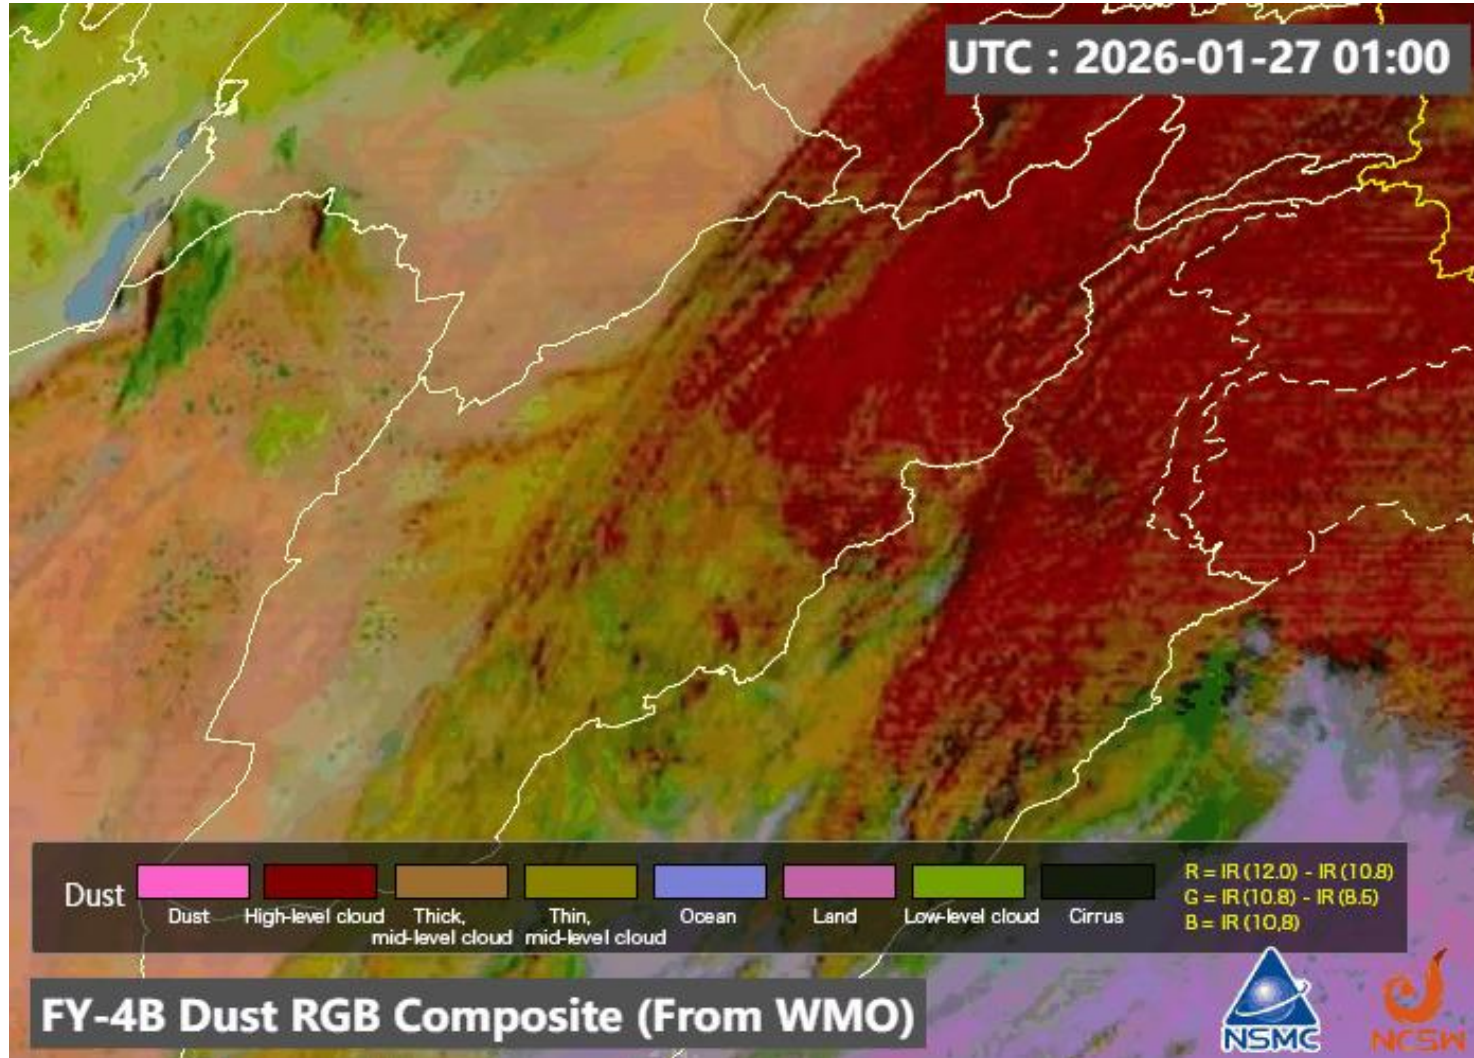 UTC : 2026-01-27 01:00
Dust
Dust
High-level cloud
Thick,
mid-level cloud
Thin,
mid-level cloud
Ocean
Land
Low-level cloud
Cirrus
R = IR (12.0) - IR (10.8)
G = IR (10.8) - IR (8.5)
B = IR (10.8)
FY-4B Dust RGB Composite (From WMO)
NSMC
NCSW